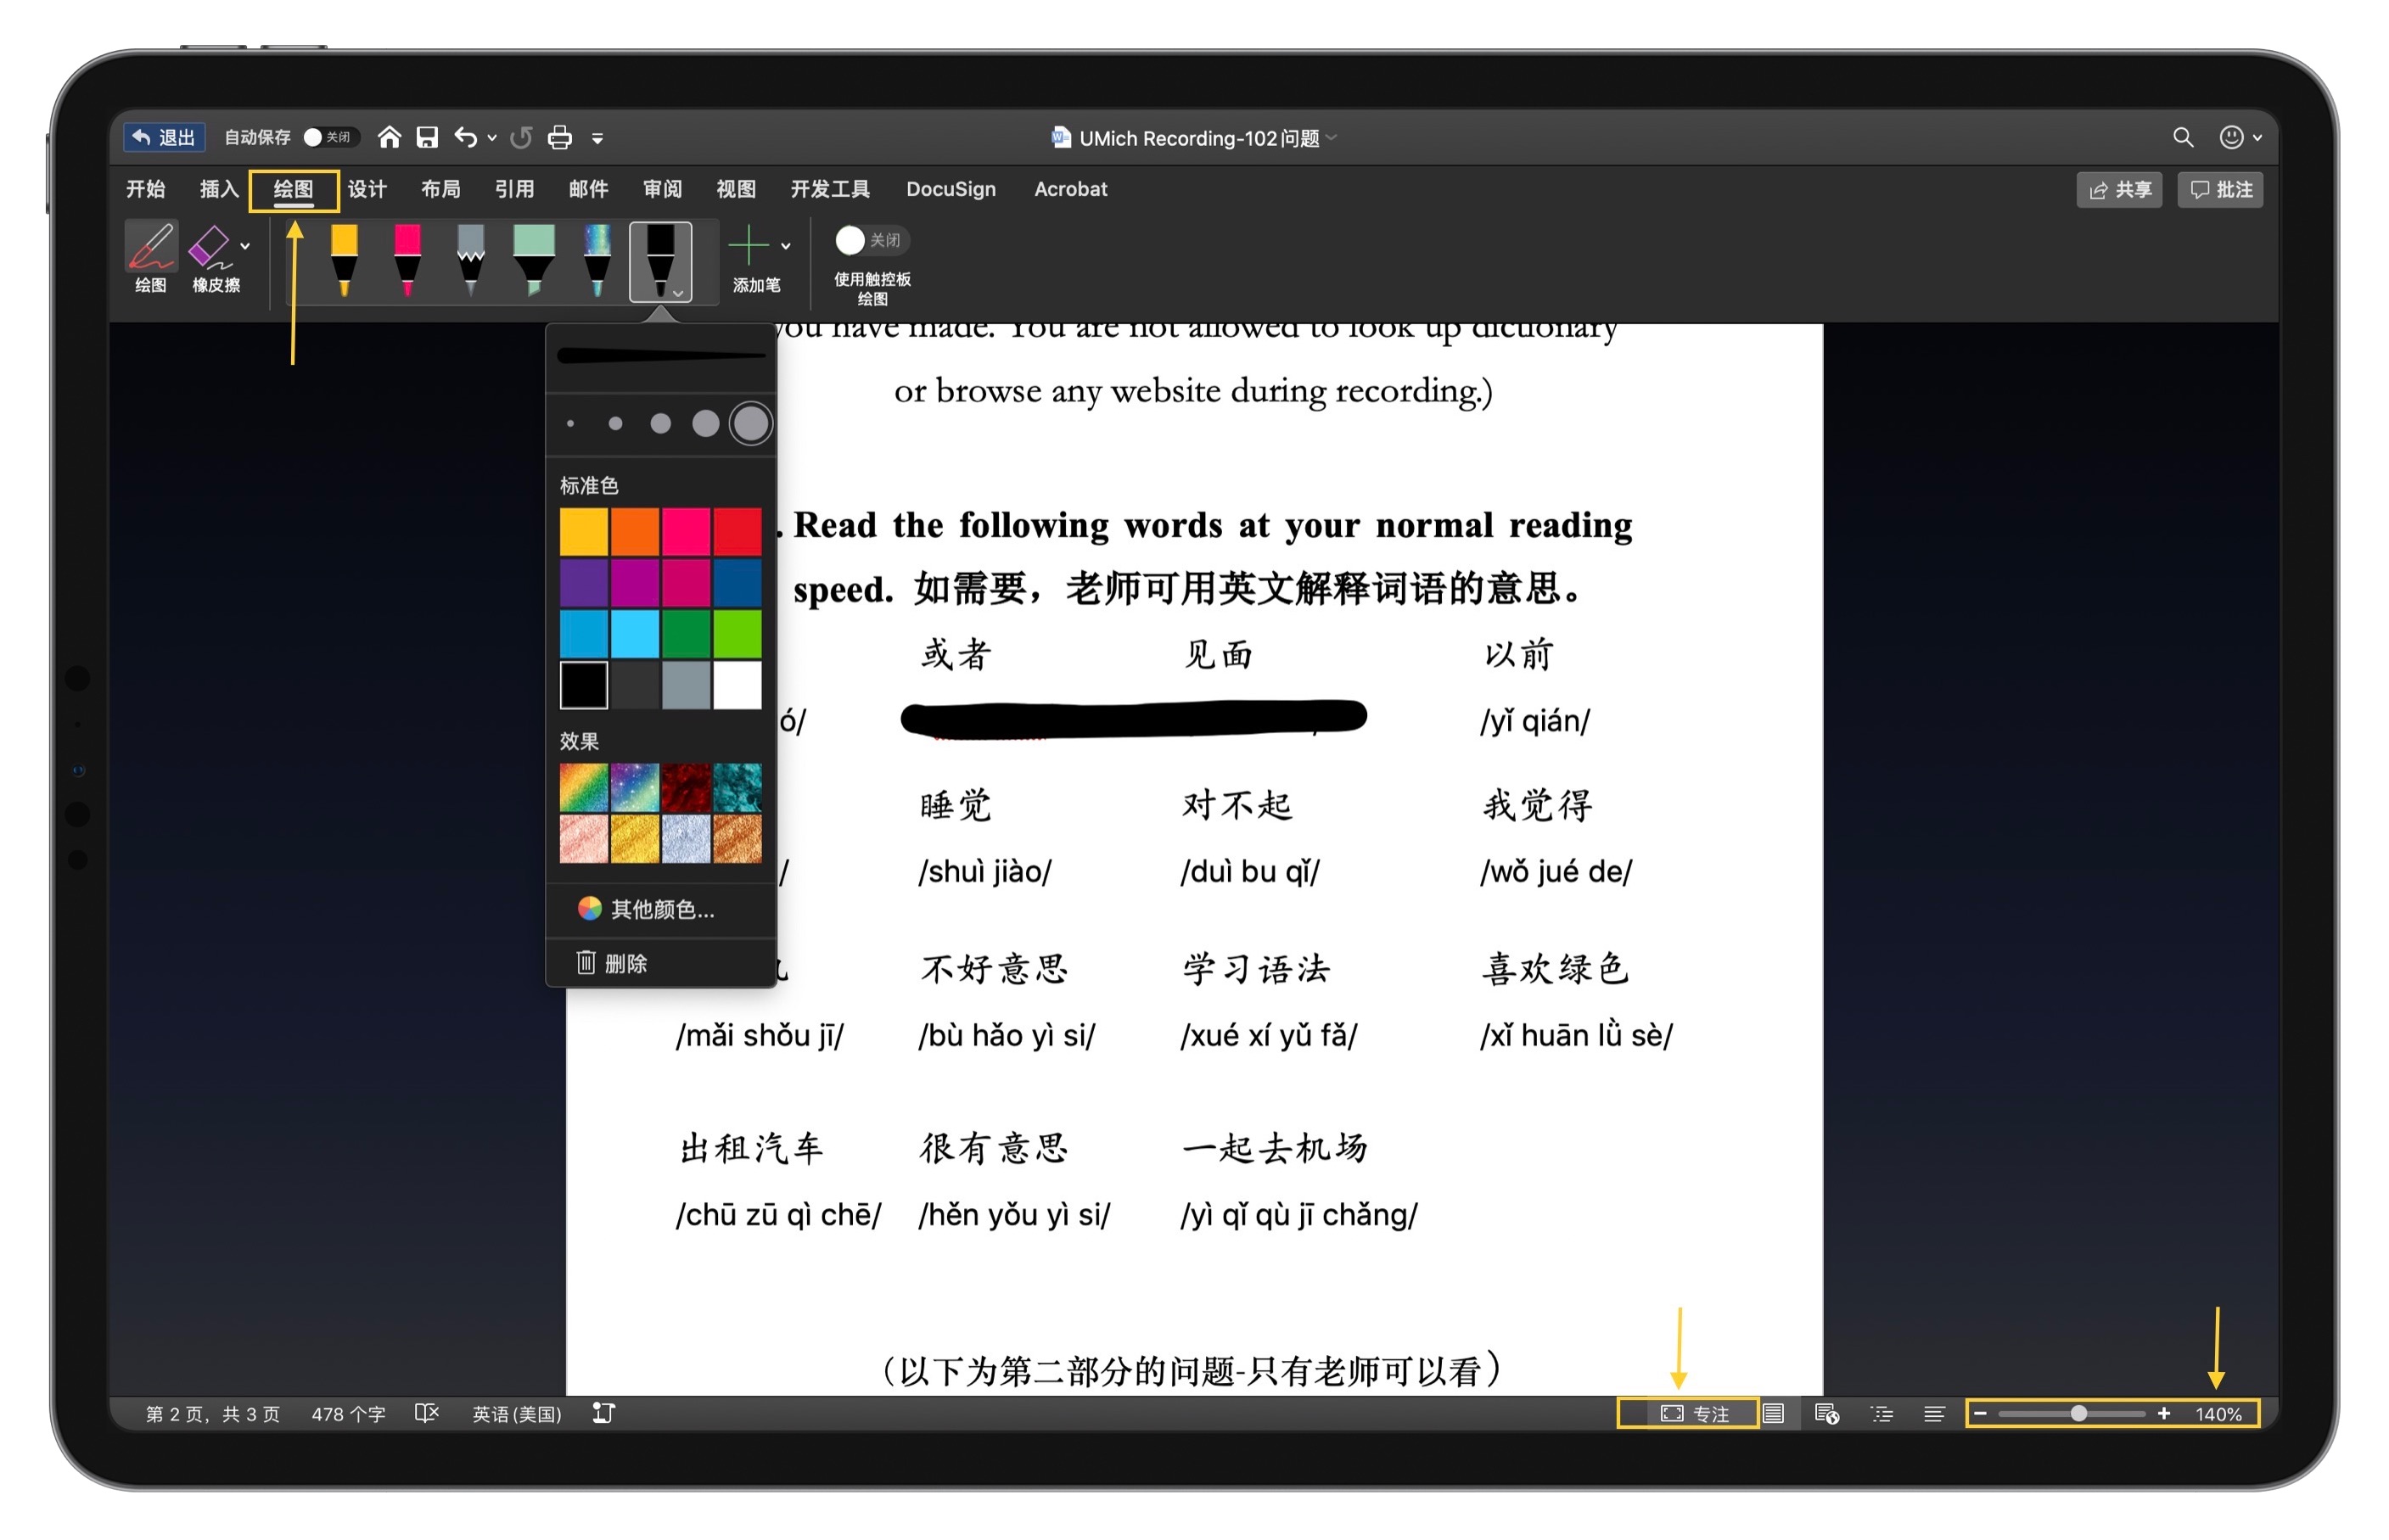 退出 自动保存 关闭 UMich Recording-102问题
开始 插入 绘图 设计 布局 引用 邮件 审阅 视图 开发工具 DocuSign Acrobat 共享 批注
绘图 橡皮擦 添加笔 关闭
使用触控板
绘图
you have made. You are not allowed to look up dictionary
or browse any website during recording.)
标准色
效果
其他颜色...
删除
. Read the following words at your normal reading
speed. 如需要，老师可用英文解释词语的意思。
或者 见面 以前
ó/ /yǐ qián/
睡觉 对不起 我觉得
/ /shuì jiào/ /duì bu qǐ/ /wǒ jué de/
不好意思 学习语法 喜欢绿色
/mǎi shǒu jī/ /bù hǎo yì si/ /xué xí yǔ fǎ/ /xǐ huān lǜ sè/
出租汽车 很有意思 一起去机场
/chū zū qì chē/ /hěn yǒu yì si/ /yì qǐ qù jī chǎng/
（以下为第二部分的问题-只有老师可以看）
第 2 页，共 3 页 478 个字 英语(美国) 专注 140%